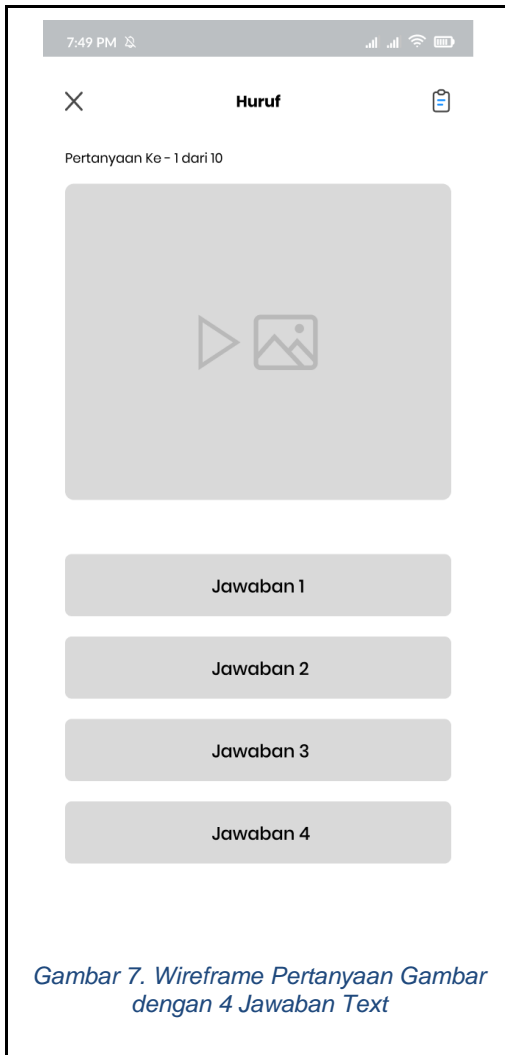 7:49 PM
Huruf
Pertanyaan Ke - 1 dari 10
Jawaban 1
Jawaban 2
Jawaban 3
Jawaban 4
Gambar 7. Wireframe Pertanyaan Gambar
dengan 4 Jawaban Text